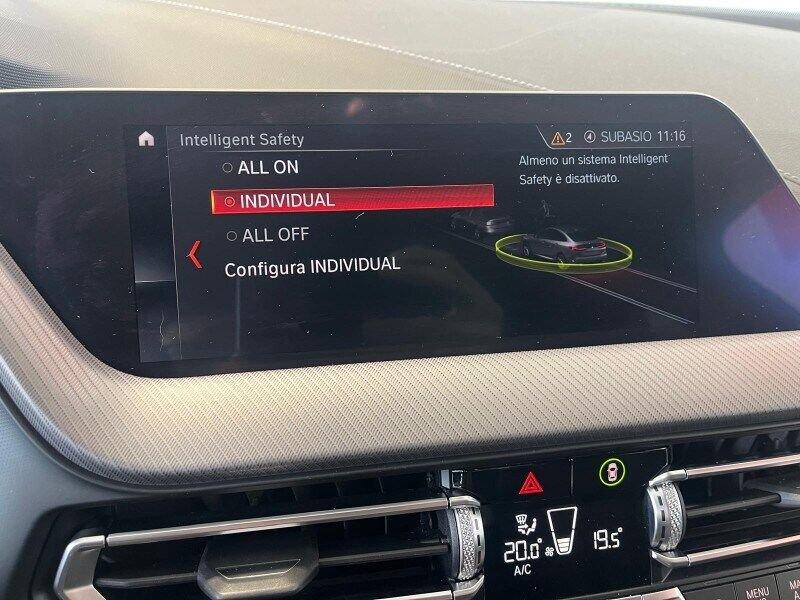 Intelligent Safety
2 SUBASIO 11:16
ALL ON
INDIVIDUAL
ALL OFF
Configura INDIVIDUAL
Almeno un sistema Intelligent
Safety è disattivato.
20.0°
A/C
19.5°
MENU